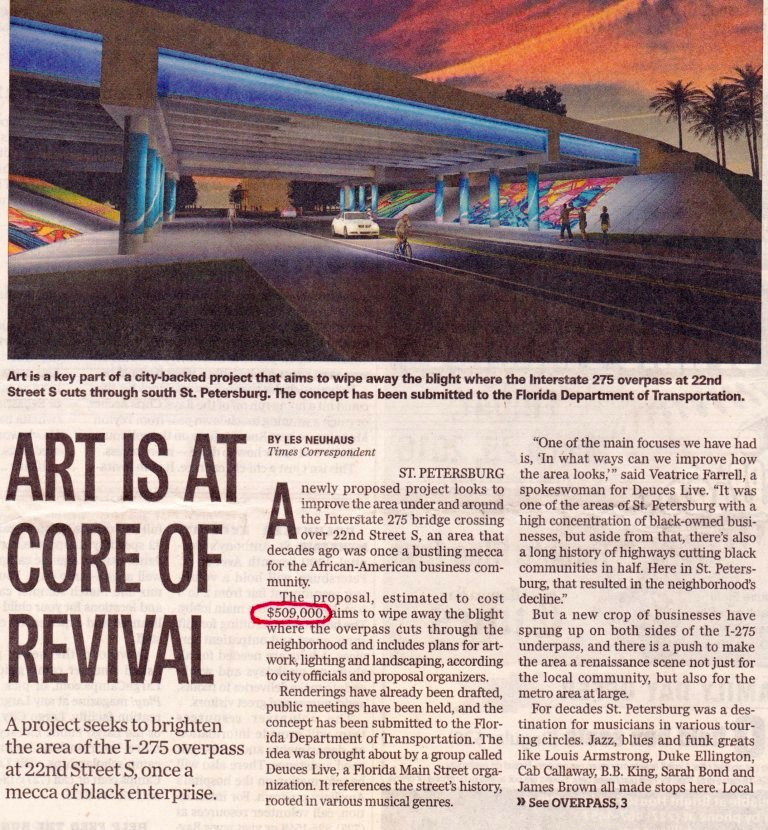 Art is a key part of a city-backed project that aims to wipe away the blight where the Interstate 275 overpass at 22nd
Street S cuts through south St. Petersburg. The concept has been submitted to the Florida Department of Transportation.
ART IS AT
CORE OF
REVIVAL
A project seeks to brighten
the area of the I-275 overpass
at 22nd Street S, once a
mecca of black enterprise.
BY LES NEUHAUS
Times Correspondent
ST. PETERSBURG
A newly proposed project looks to
improve the area under and around
the Interstate 275 bridge crossing
over 22nd Street S, an area that
decades ago was once a bustling mecca
for the African-American business com-
munity.
The proposal, estimated to cost
$509,000, aims to wipe away the blight
where the overpass cuts through the
neighborhood and includes plans for art-
work, lighting and landscaping, according
to city officials and proposal organizers.
Renderings have already been drafted,
public meetings have been held, and the
concept has been submitted to the Flor-
ida Department of Transportation. The
idea was brought about by a group called
Deuces Live, a Florida Main Street orga-
nization. It references the street's history,
rooted in various musical genres.
"One of the main focuses we have had
is, 'In what ways can we improve how
the area looks,'" said Veatrice Farrell, a
spokeswoman for Deuces Live. "It was
one of the areas of St. Petersburg with a
high concentration of black-owned busi-
nesses, but aside from that, there's also
a long history of highways cutting black
communities in half. Here in St. Peters-
burg, that resulted in the neighborhood's
decline."
But a new crop of businesses have
sprung up on both sides of the I-275
underpass, and there is a push to make
the area a renaissance scene not just for
the local community, but also for the
metro area at large.
For decades St. Petersburg was a des-
tination for musicians in various tour-
ing circles. Jazz, blues and funk greats
like Louis Armstrong, Duke Ellington,
Cab Callaway, B.B. King, Sarah Bond and
James Brown all made stops here. Local
» See OVERPASS, 3